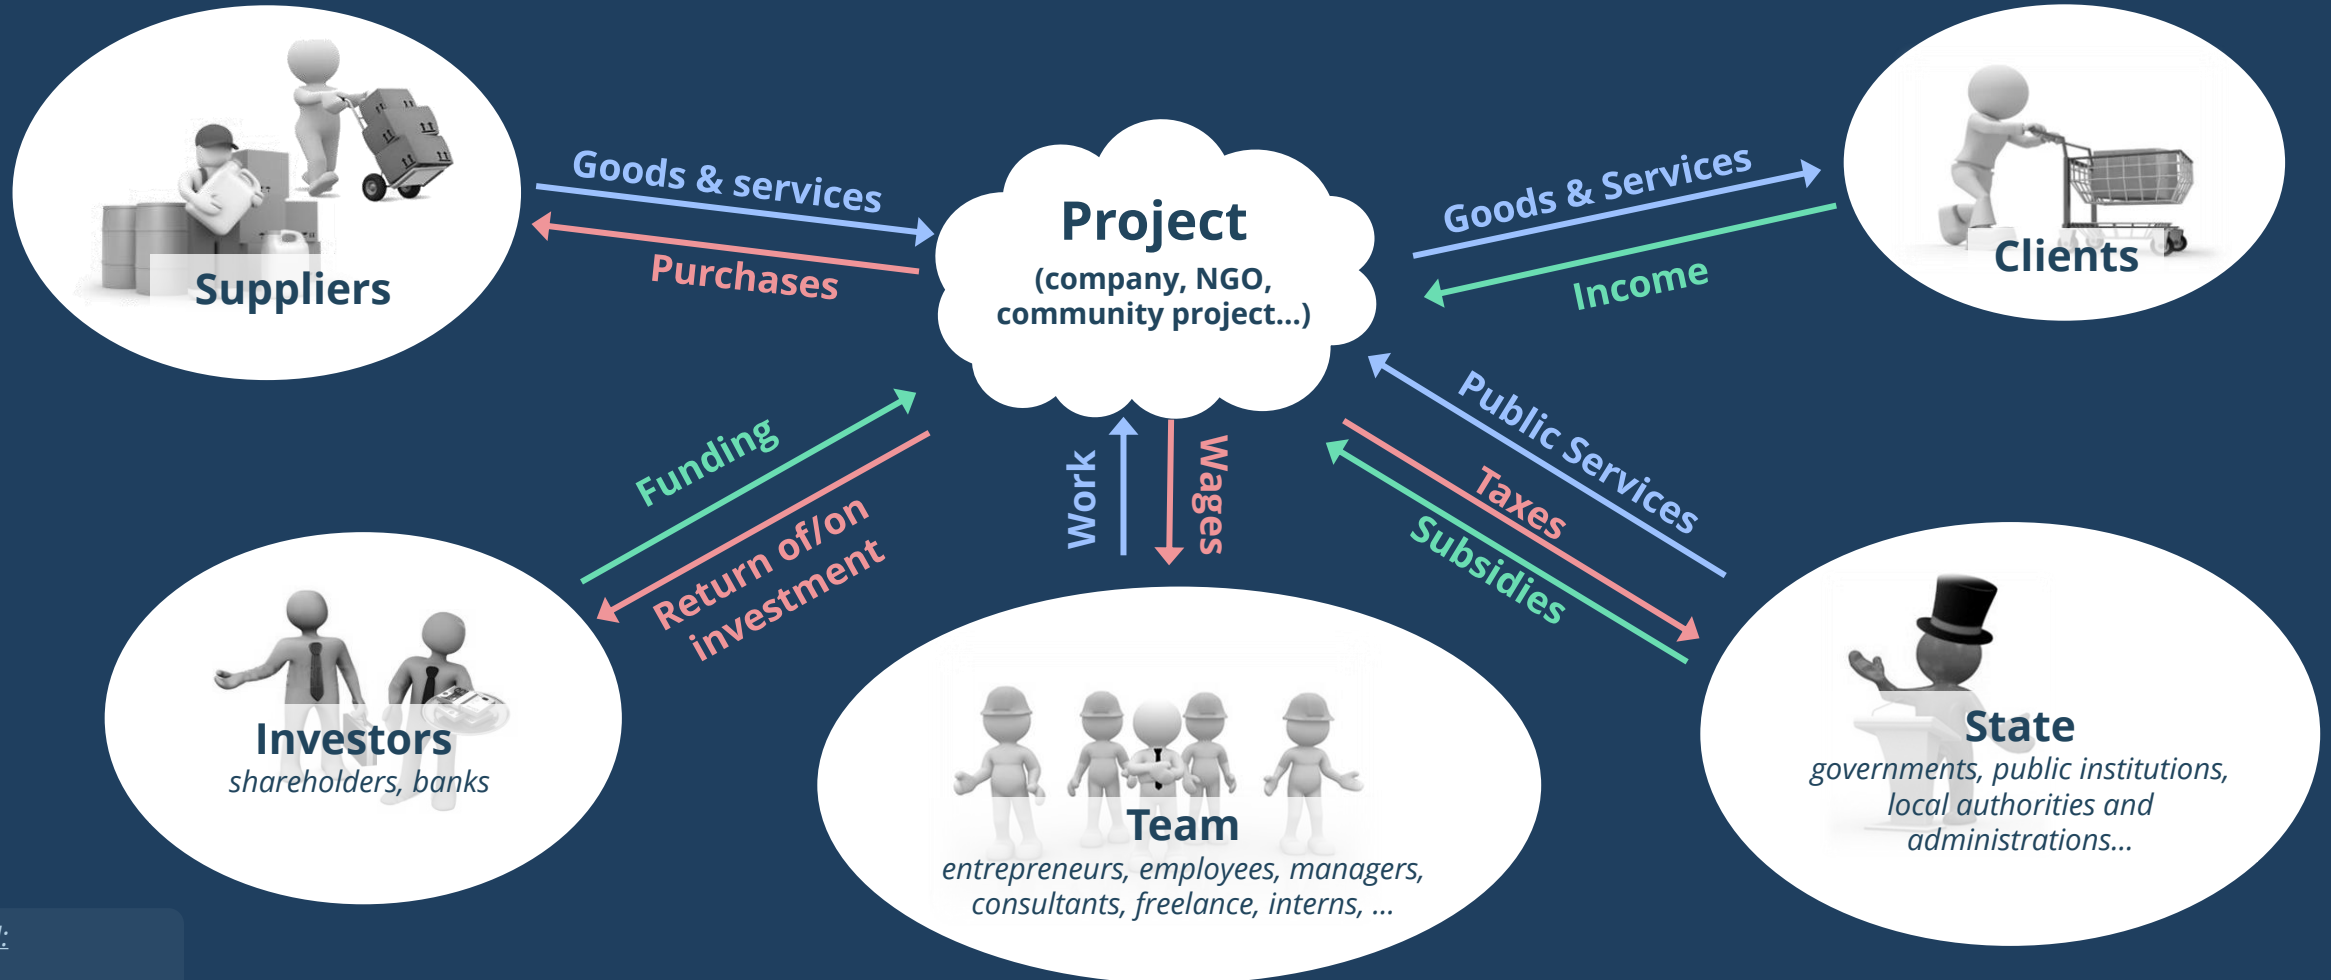 Suppliers
Goods & services
Purchases
Project
(company, NGO,
community project...)
Goods & Services
Income
Clients
Funding
Return of/on
investment
Work
Wages
Public Services
Taxes
Subsidies
Investors
shareholders, banks
Team
entrepreneurs, employees, managers,
consultants, freelance, interns, ...
State
governments, public institutions,
local authorities and
administrations...